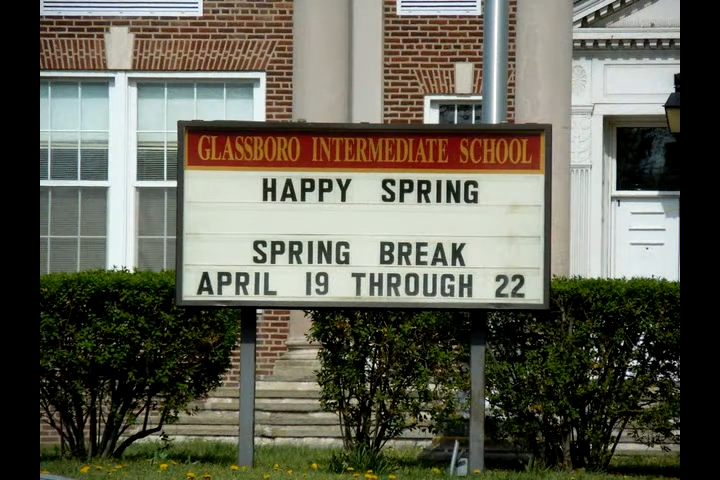 GLASSBORO INTERMEDIATE SCHOOL
HAPPY SPRING
SPRING BREAK
APRIL 19 THROUGH 22